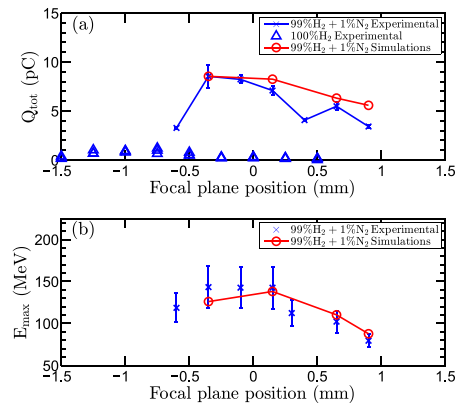 (a)
99%H₂ + 1%N₂ Experimental
100%H₂ Experimental
99%H₂ + 1%N₂ Simulations
15
10
5
0
Qtot (pC)
−1.5 −1 −0.5 0 0.5 1 1.5
Focal plane position (mm)
(b)
99%H₂ + 1%N₂ Experimental
99%H₂ + 1%N₂ Simulations
200
150
100
50
Emax (MeV)
−1.5 −1 −0.5 0 0.5 1 1.5
Focal plane position (mm)